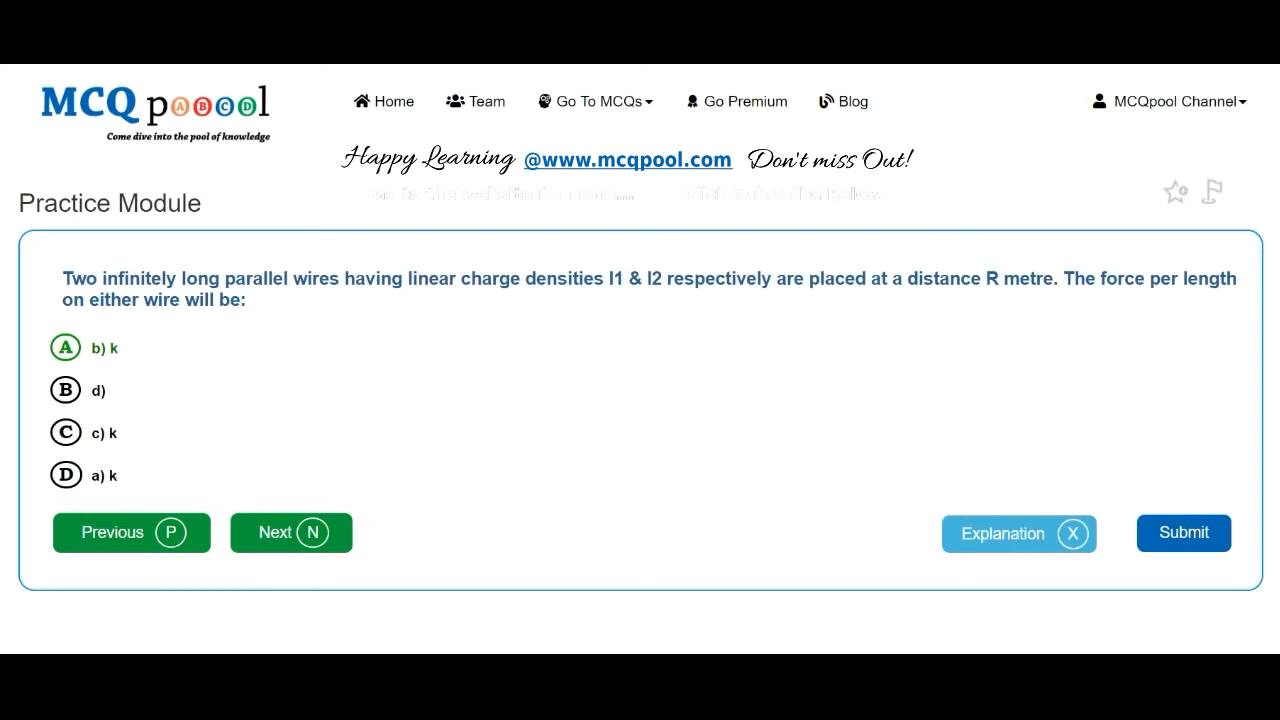 MCQ pooool
Come dive into the pool of knowledge
Home Team Go To MCQs Go Premium Blog MCQpool Channel
Happy Learning @www.mcqpool.com Don't miss Out!
Practice Module
Two infinitely long parallel wires having linear charge densities l1 & l2 respectively are placed at a distance R metre. The force per length
on either wire will be:
A b) k
B d)
C c) k
D a) k
Previous P Next N Explanation X Submit